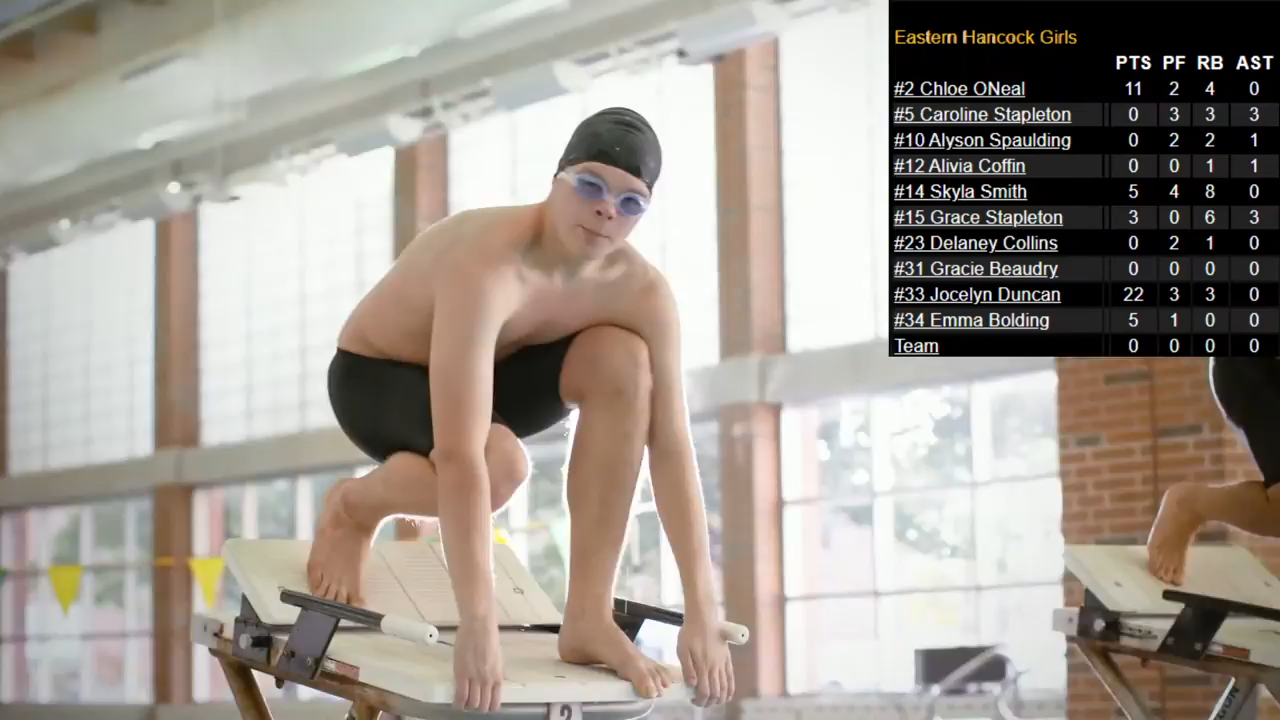 Eastern Hancock Girls
PTS PF RB AST
#2 Chloe ONeal 11 2 4 0
#5 Caroline Stapleton 0 3 3 3
#10 Alyson Spaulding 0 2 2 1
#12 Alivia Coffin 0 0 1 1
#14 Skyla Smith 5 4 8 0
#15 Grace Stapleton 3 0 6 3
#23 Delaney Collins 0 2 1 0
#31 Gracie Beaudry 0 0 0 0
#33 Jocelyn Duncan 22 3 3 0
#34 Emma Bolding 5 1 0 0
Team 0 0 0 0
2